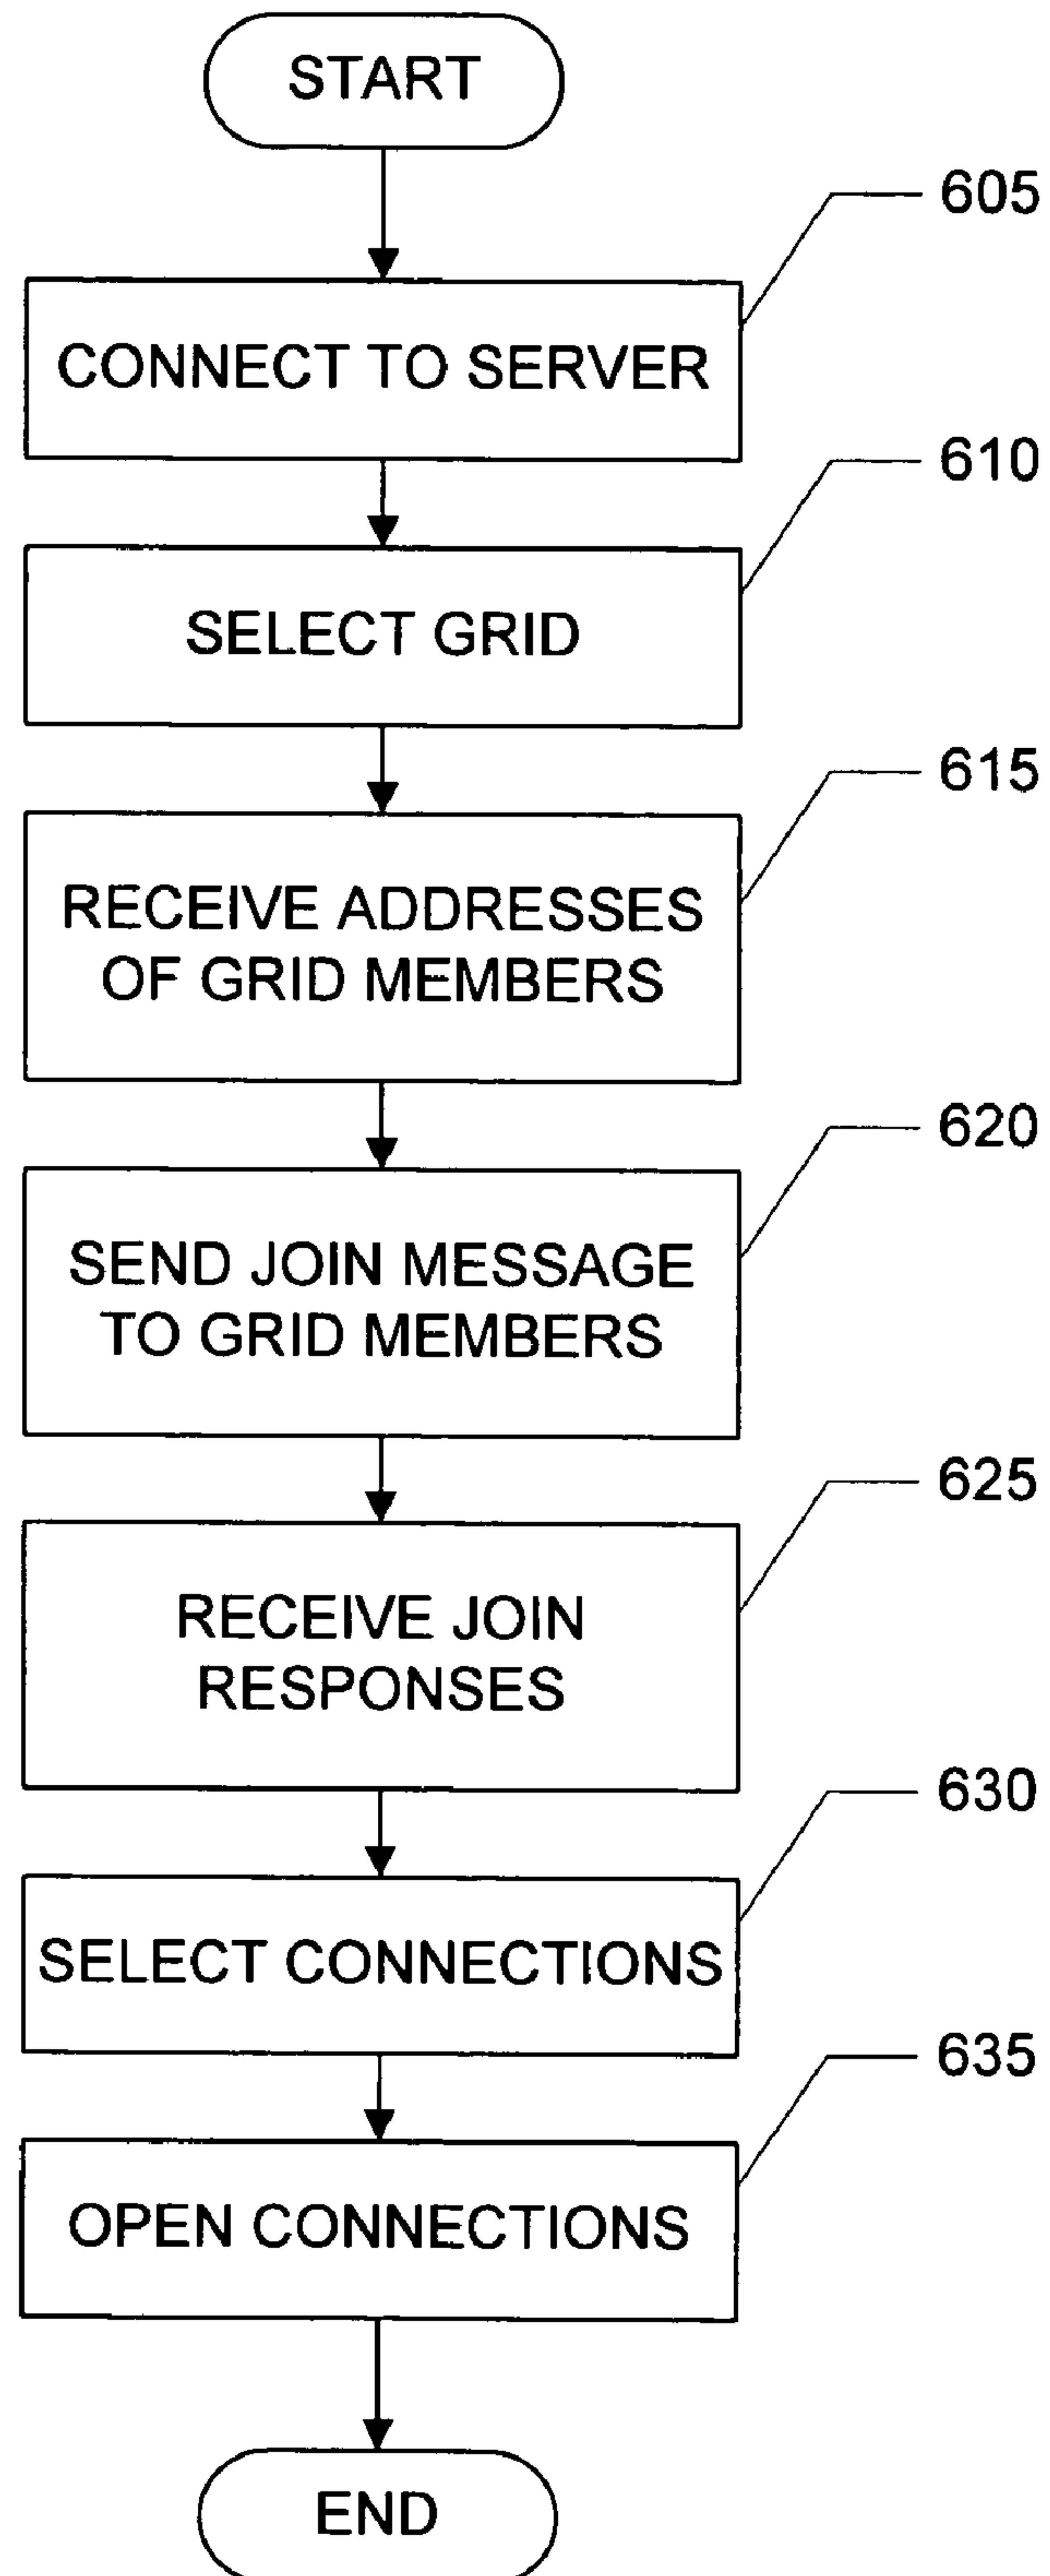 START
605
CONNECT TO SERVER
610
SELECT GRID
615
RECEIVE ADDRESSES
OF GRID MEMBERS
620
SEND JOIN MESSAGE
TO GRID MEMBERS
625
RECEIVE JOIN
RESPONSES
630
SELECT CONNECTIONS
635
OPEN CONNECTIONS
END